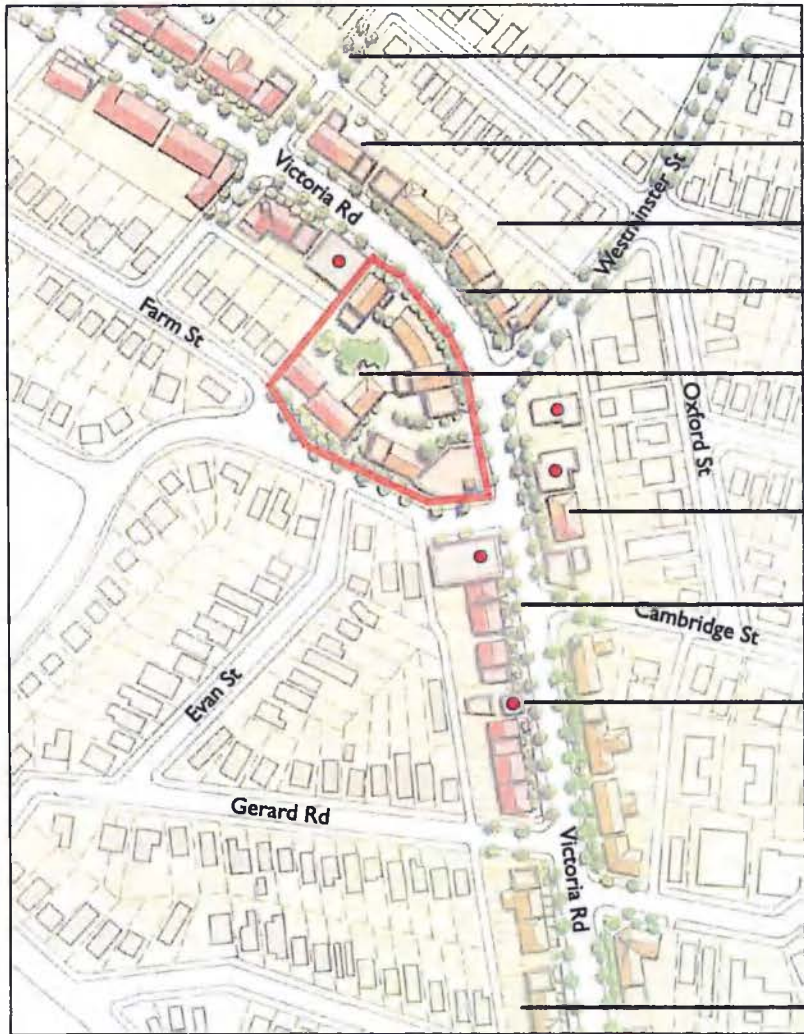 Victoria Rd
Westminster St
Farm St
Oxford St
Cambridge St
Evan St
Gerard Rd
Victoria Rd